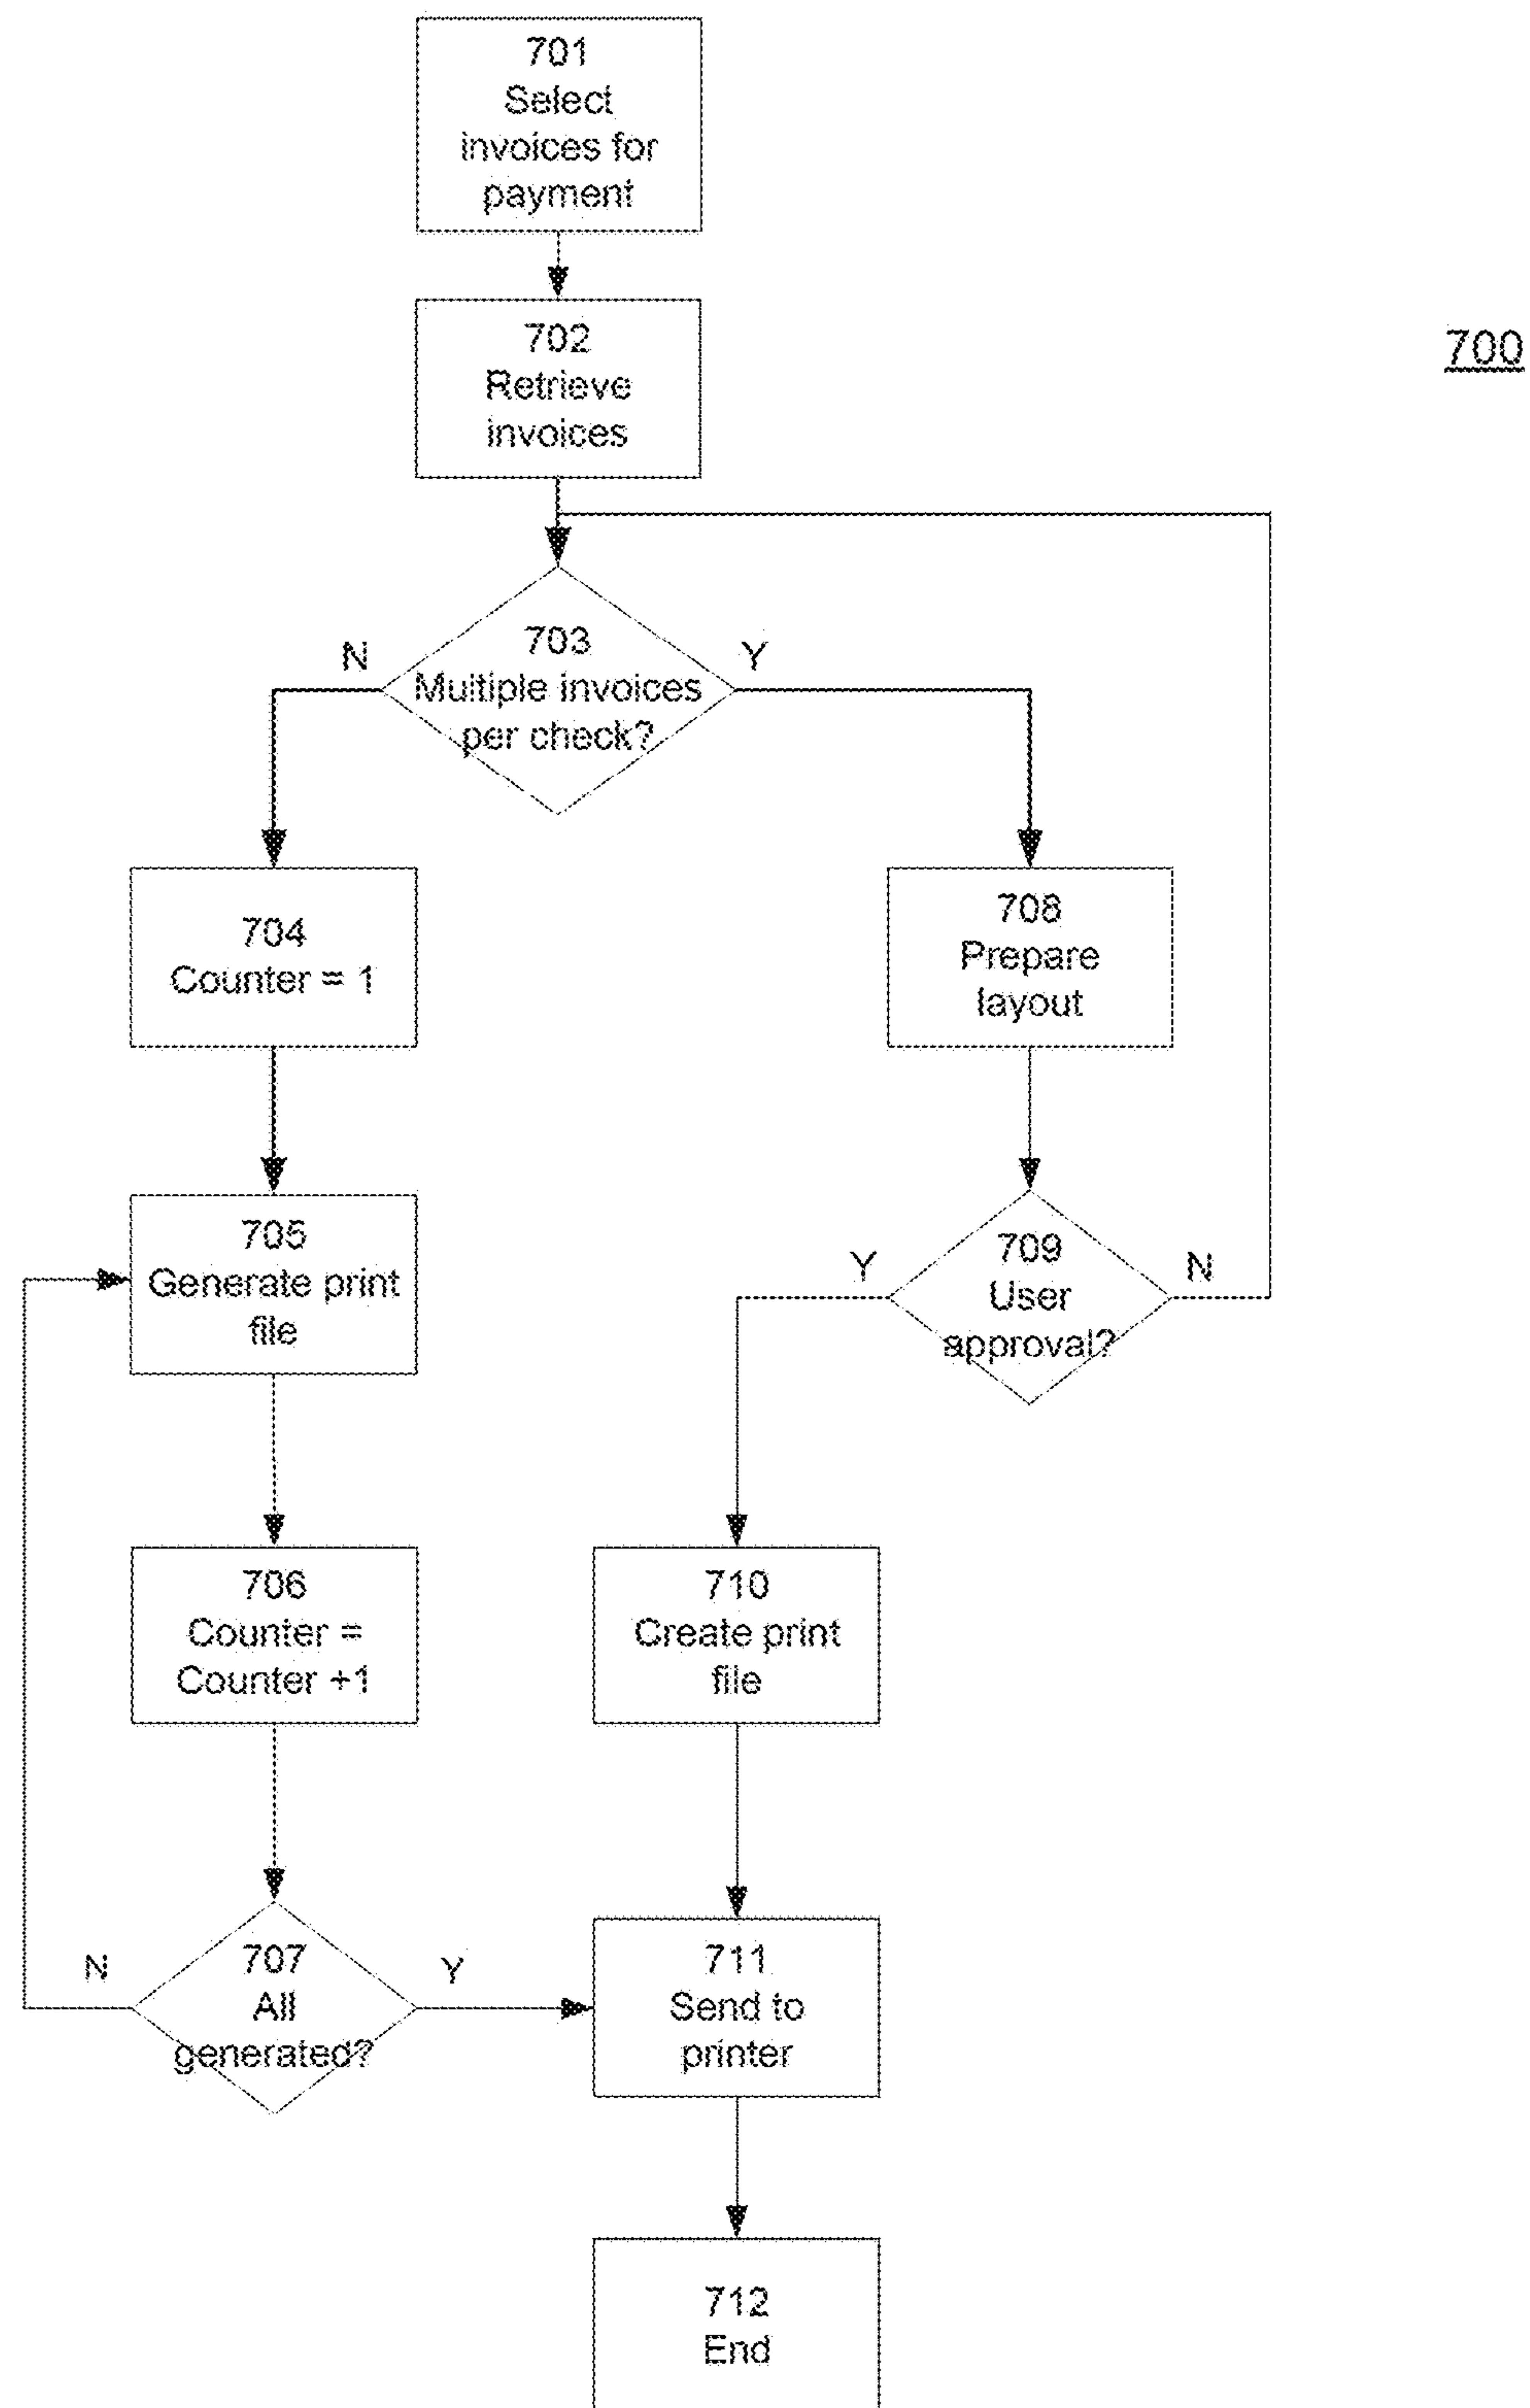 701
Select
invoices for
payment
702
Retrieve
invoices
700
703
Multiple invoices
per check?
N
Y
704
Counter = 1
708
Prepare
layout
705
Generate print
file
709
User
approval?
Y
N
706
Counter =
Counter +1
710
Create print
file
707
All
generated?
N
Y
711
Send to
printer
712
End